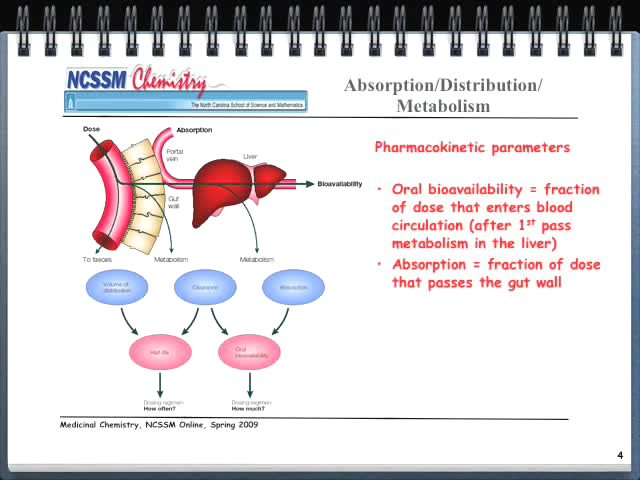 NCSSM Chemistry
The North Carolina School of Science and Mathematics
Absorption/Distribution/
Metabolism
Dose
Absorption
Portal
vein
Liver
Bioavailability
Gut
wall
To faeces
Metabolism
Metabolism
Volume of
distribution
Clearance
Absorption
Half-life
Oral
bioavailability
Dosing regimen:
How often?
Dosing regimen:
How much?
Pharmacokinetic parameters
• Oral bioavailability = fraction
of dose that enters blood
circulation (after 1st pass
metabolism in the liver)
• Absorption = fraction of dose
that passes the gut wall
Medicinal Chemistry, NCSSM Online, Spring 2009
4